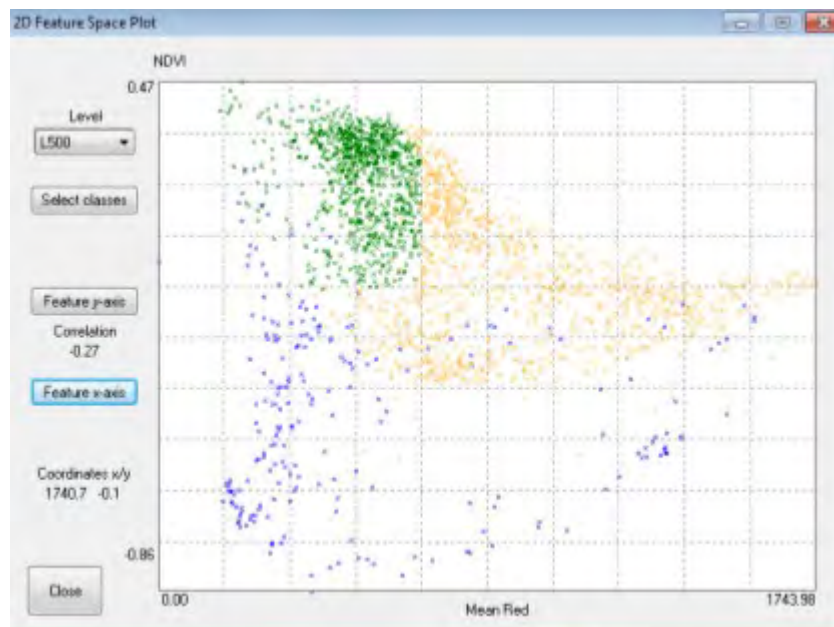 2D Feature Space Plot
NDVI
0.47
Level
L500
Select classes
Feature y-axis
Correlation
-0.27
Feature x-axis
Coordinates x/y
1740.7 -0.1
-0.86
Close
0.00
Mean Red
1743.98